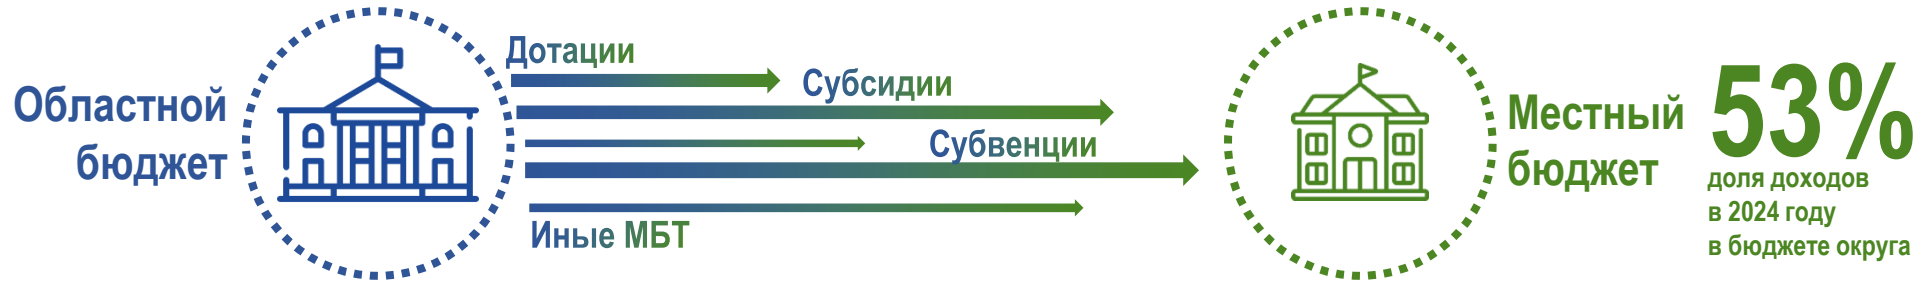 Областной
бюджет
Дотации
Субсидии
Субвенции
Иные МБТ
Местный
бюджет
53%
доля доходов
в 2024 году
в бюджете округа